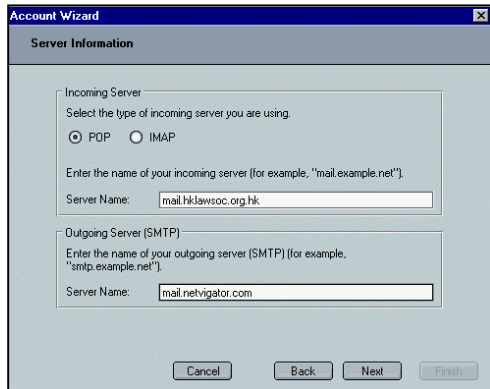 Account Wizard
Server Information
Incoming Server
Select the type of incoming server you are using.
POP IMAP
Enter the name of your incoming server (for example, "mail.example.net").
Server Name: mail.hklawsoc.org.hk
Outgoing Server (SMTP)
Enter the name of your outgoing server (SMTP) (for example,
"smtp.example.net").
Server Name: mail.netvigator.com
Cancel Back Next Finish